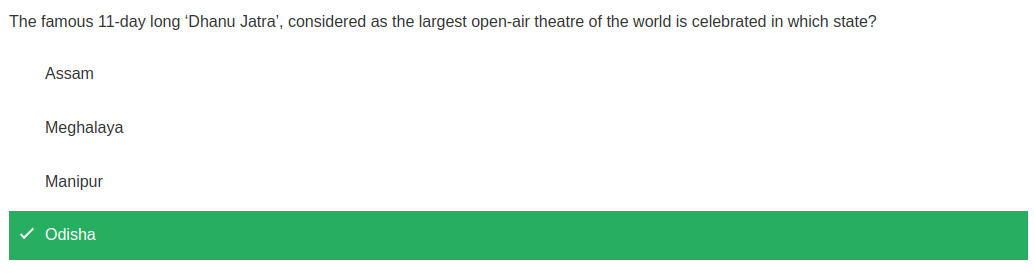 The famous 11-day long ‘Dhanu Jatra’, considered as the largest open-air theatre of the world is celebrated in which state?
Assam
Meghalaya
Manipur
Odisha